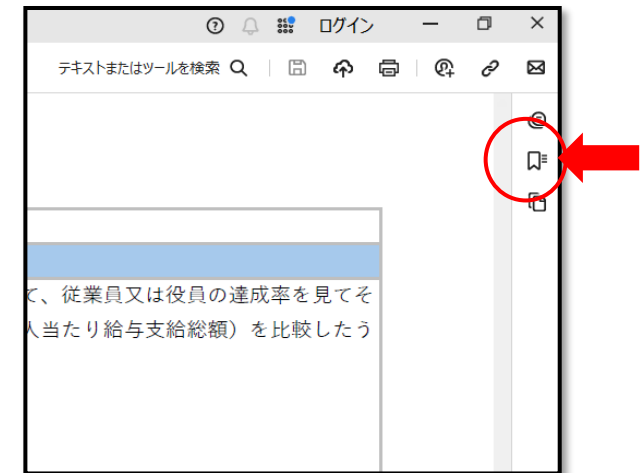 ログイン
テキストまたはツールを検索
て、従業員又は役員の達成率を見てそ
人当たり給与支給総額）を比較したう